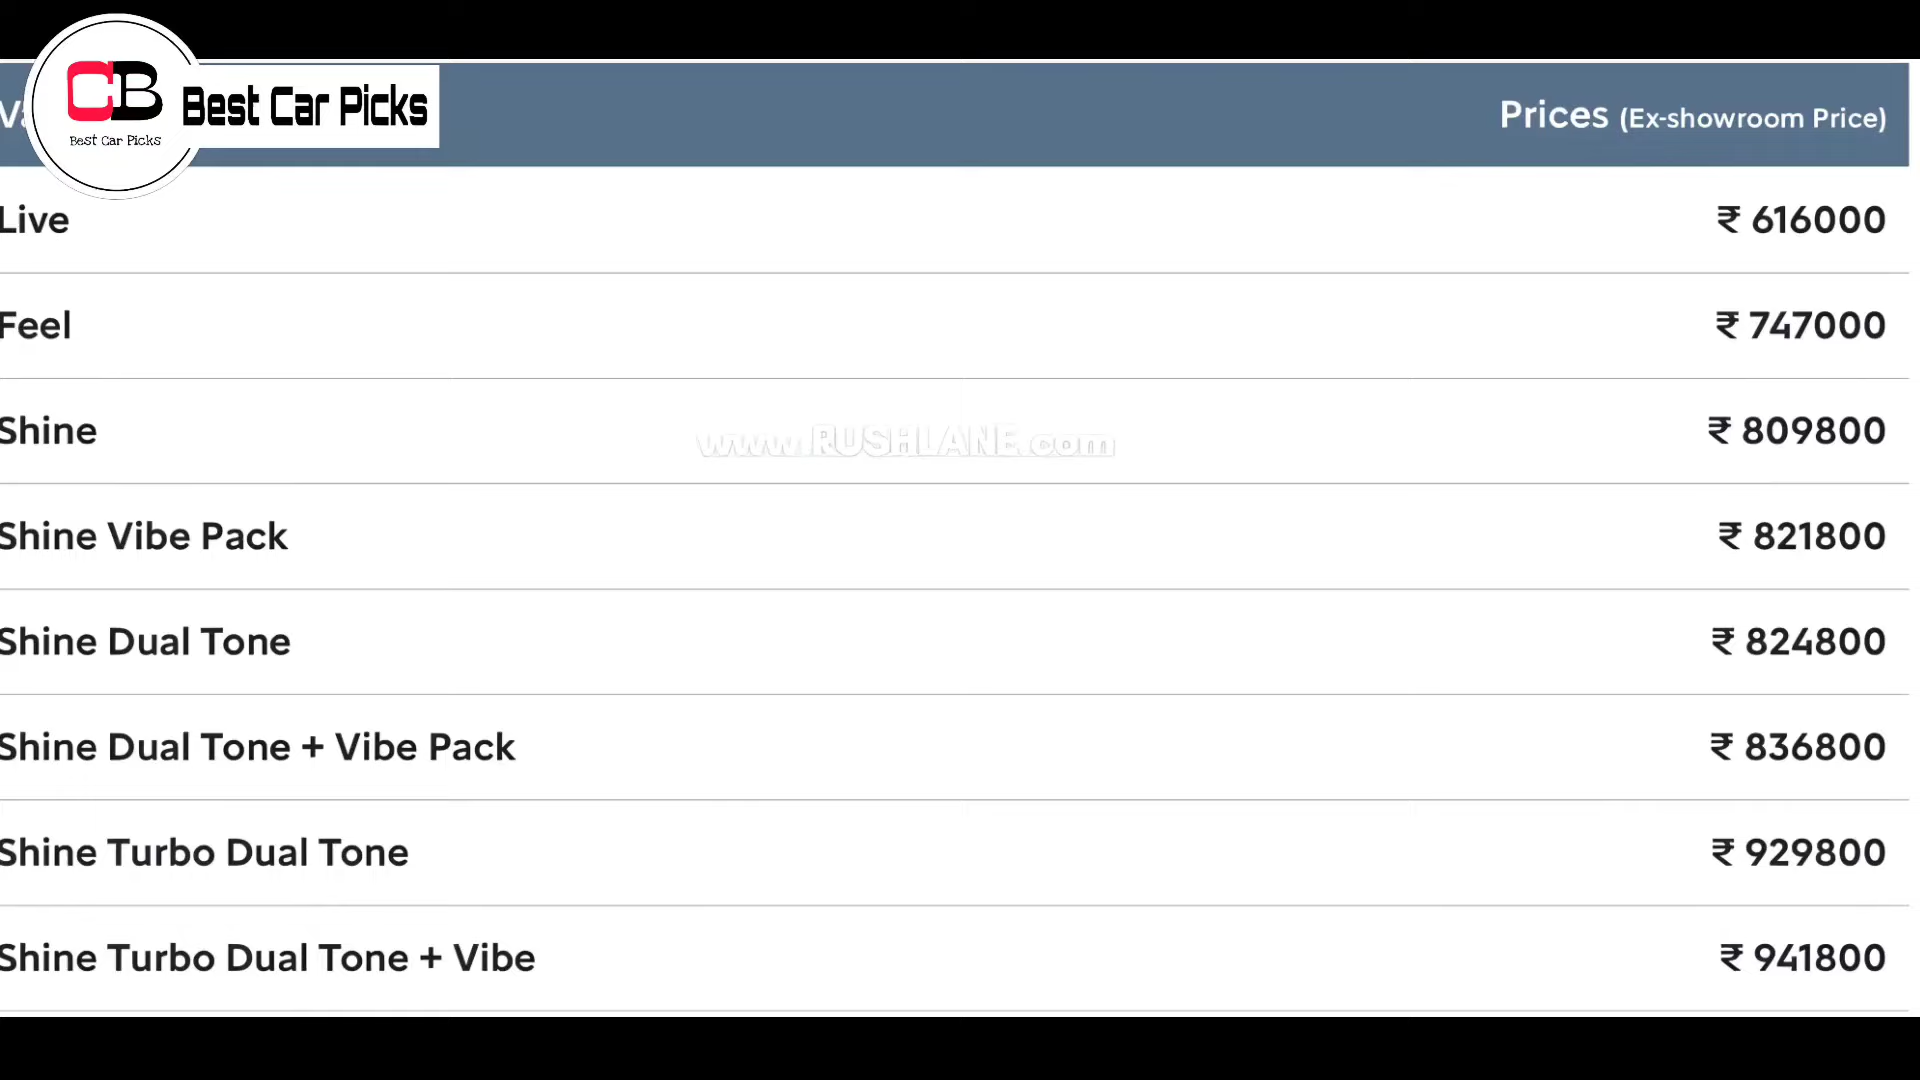 CB
Best Car Picks
Best Car Picks
Prices (Ex-showroom Price)
Live ₹ 616000
Feel ₹ 747000
Shine ₹ 809800
www.RUSHLANE.com
Shine Vibe Pack ₹ 821800
Shine Dual Tone ₹ 824800
Shine Dual Tone + Vibe Pack ₹ 836800
Shine Turbo Dual Tone ₹ 929800
Shine Turbo Dual Tone + Vibe ₹ 941800